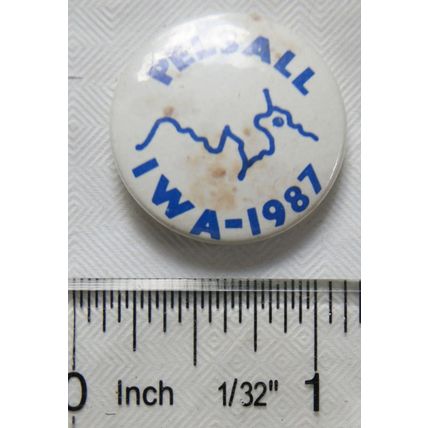 PELSALL
IWA-1987
0 Inch 1/32" 1